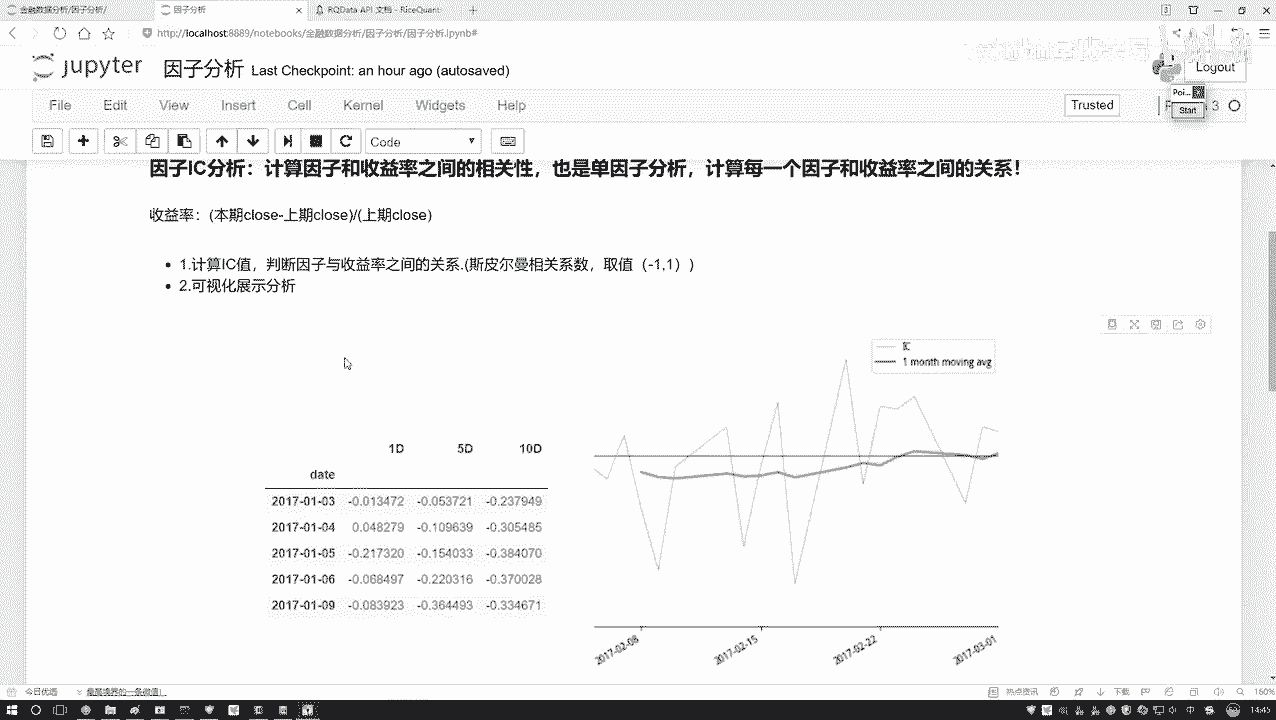 金融数据分析/因子分析/
因子分析
RQData API 文档 - RiceQuant
http://localhost:8889/notebooks/金融数据分析/因子分析/因子分析.ipynb#
jupyter 因子分析 Last Checkpoint: an hour ago (autosaved)
Logout
File Edit View Insert Cell Kernel Widgets Help
Trusted
3
Poi...
Start
Code
因子IC分析：计算因子和收益率之间的相关性，也是单因子分析，计算每一个因子和收益率之间的关系！
收益率：(本期close-上期close)/(上期close)
1.计算IC值，判断因子与收益率之间的关系.(斯皮尔曼相关系数，取值（-1,1）)
2.可视化展示分析
IC
1 month moving avg
1D 5D 10D
date
2017-01-03 -0.013472 -0.053721 -0.237949
2017-01-04 0.048279 -0.109639 -0.305485
2017-01-05 -0.217320 -0.154033 -0.384070
2017-01-06 -0.068497 -0.220316 -0.370028
2017-01-09 -0.083923 -0.364493 -0.334671
2017-02-08
2017-02-15
2017-02-22
2017-03-01
今日优选
热点资讯
下载
160%
中
14:45